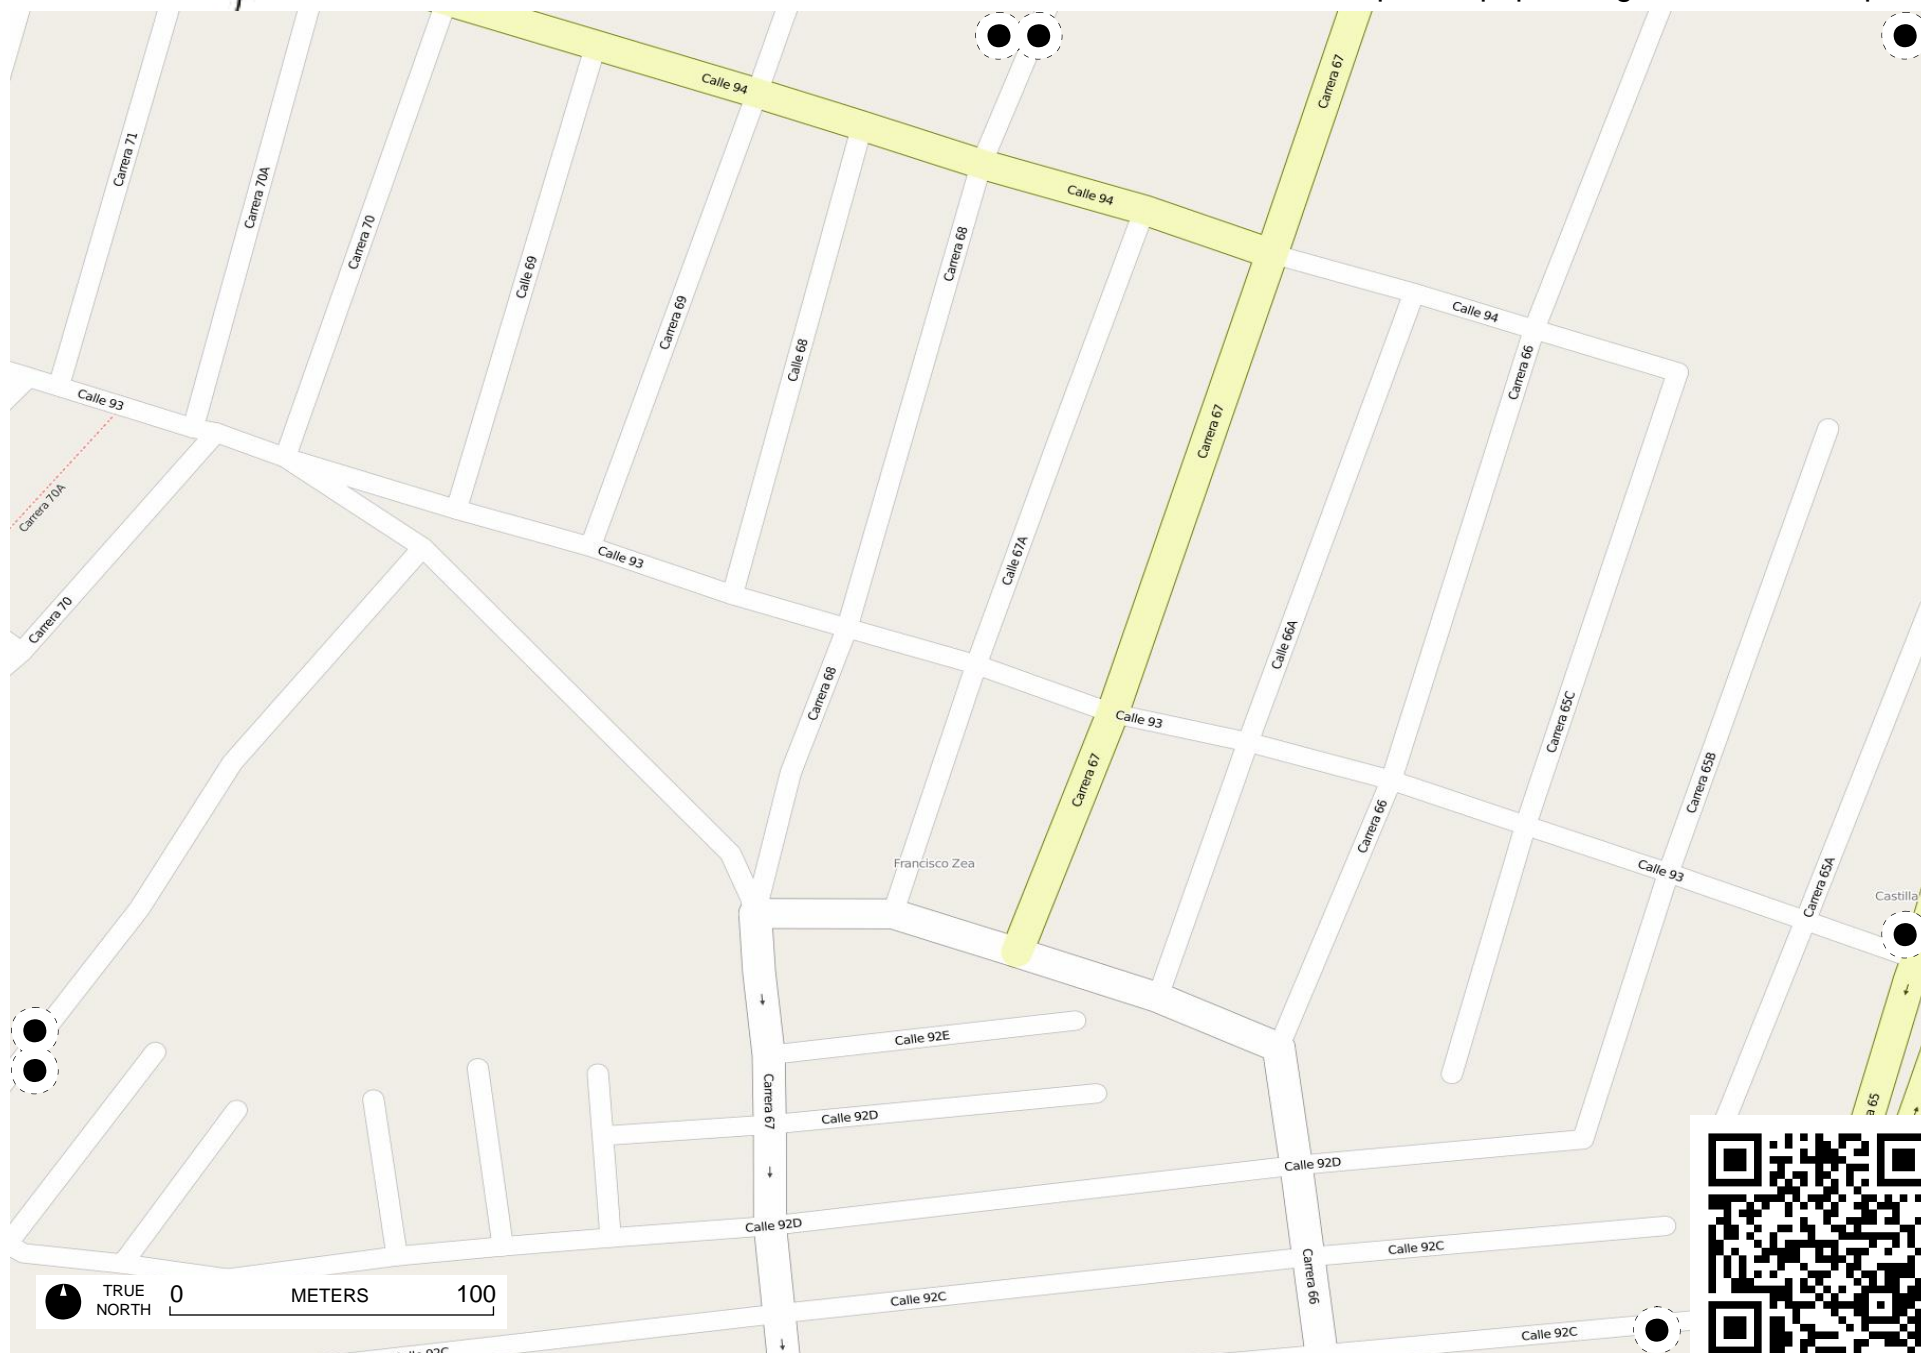 Calle 94
Carrera 67
Carrera 71
Carrera 70A
Calle 94
Carrera 70
Carrera 68
Calle 69
Carrera 69
Calle 94
Calle 68
Carrera 66
Calle 93
Carrera 67
Carrera 70A
Calle 93
Calle 67A
Carrera 70
Calle 66A
Carrera 68
Calle 93
Carrera 65C
Carrera 67
Carrera 65B
Carrera 66
Francisco Zea
Calle 93
Carrera 65A
Castilla
Calle 92E
Carrera 67
Calle 92D
a 65
Calle 92D
Calle 92D
Calle 92C
Carrera 66
TRUE
NORTH
0 METERS 100
Calle 92C
Calle 92C